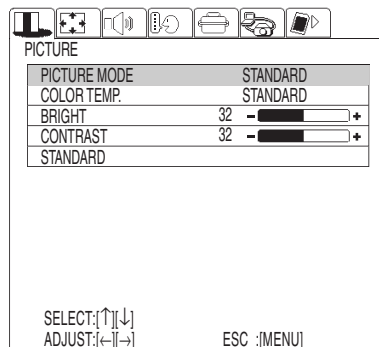 PICTURE
PICTURE MODE STANDARD
COLOR TEMP. STANDARD
BRIGHT 32 - +
CONTRAST 32 - +
STANDARD
SELECT:[↑][↓]
ADJUST:[←][→] ESC :[MENU]